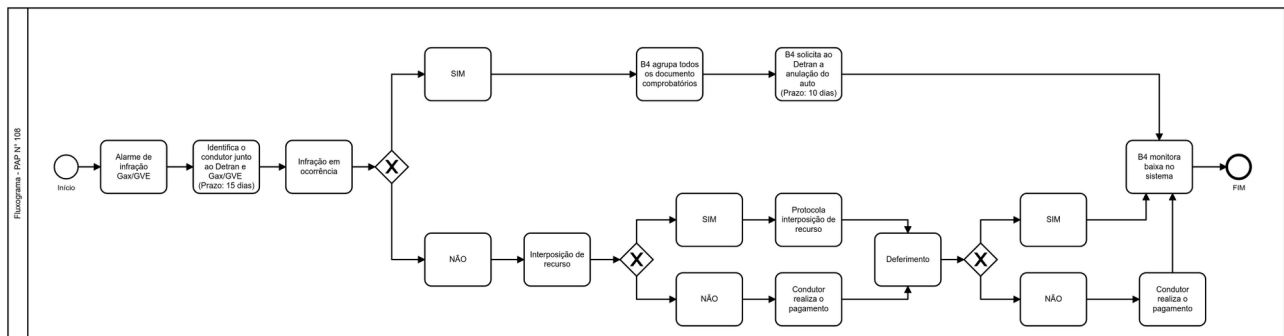 Fluxograma - PAP N° 108
Início
Alarme de
infração
Gax/GVE
Identifica o
condutor junto
ao Detran e
Gax/GVE
(Prazo: 15 dias)
Infração em
ocorrência
X
SIM
B4 agrupa todos
os documento
comprobatórios
B4 solicita ao
Detran a
anulação do
auto
(Prazo: 10 dias)
NÃO
Interposição de
recurso
X
SIM
Protocola
interposição de
recurso
NÃO
Condutor
realiza o
pagamento
Deferimento
X
SIM
NÃO
Condutor
realiza o
pagamento
B4 monitora
baixa no
sistema
FIM